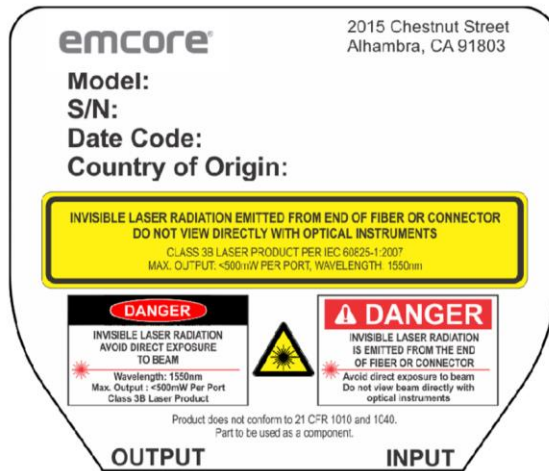 emcore
2015 Chestnut Street
Alhambra, CA 91803
Model:
S/N:
Date Code:
Country of Origin:
INVISIBLE LASER RADIATION EMITTED FROM END OF FIBER OR CONNECTOR
DO NOT VIEW DIRECTLY WITH OPTICAL INSTRUMENTS
CLASS 3B LASER PRODUCT PER IEC 60825-1:2007
MAX. OUTPUT: <500mW PER PORT, WAVELENGTH: 1550nm
DANGER
INVISIBLE LASER RADIATION
AVOID DIRECT EXPOSURE
TO BEAM
Wavelength: 1550nm
Max. Output : <500mW Per Port
Class 3B Laser Product
DANGER
INVISIBLE LASER RADIATION
IS EMITTED FROM THE END
OF FIBER OR CONNECTOR
Avoid direct exposure to beam
Do not view beam directly with
optical instruments
Product does not conform to 21 CFR 1010 and 1040.
Part to be used as a component.
OUTPUT
INPUT